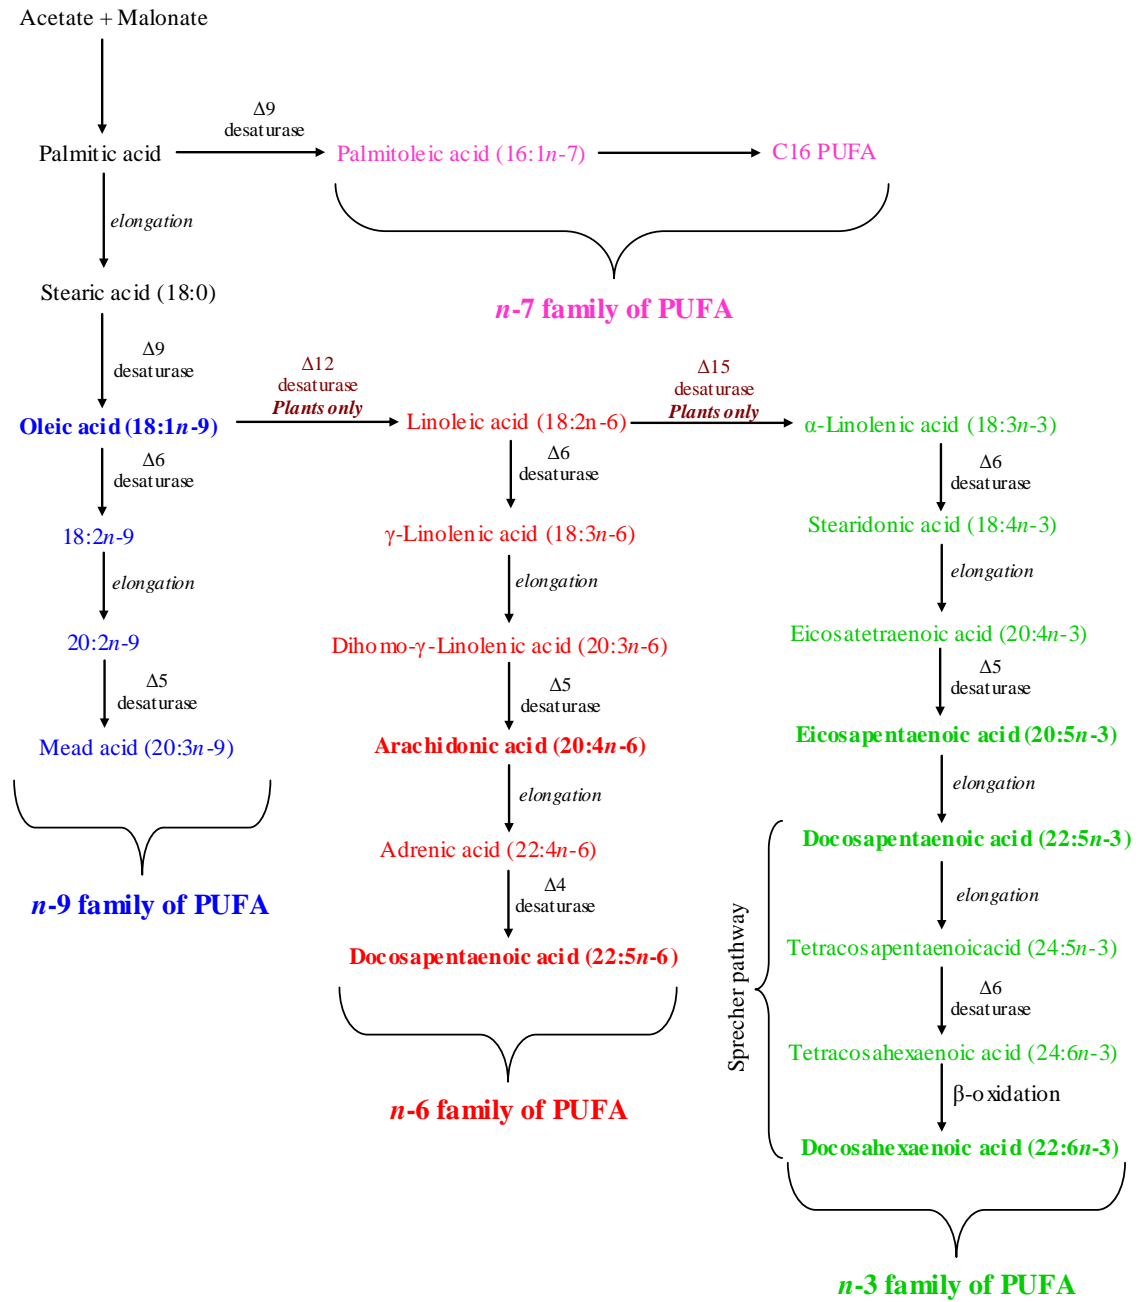 Acetate + Malonate
Δ9
desaturase
Palmitic acid
Palmitoleic acid (16:1n-7)
C16 PUFA
elongation
Stearic acid (18:0)
n-7 family of PUFA
Δ9
desaturase
Δ12
desaturase
Plants only
Δ15
desaturase
Plants only
Oleic acid (18:1n-9)
Linoleic acid (18:2n-6)
α-Linolenic acid (18:3n-3)
Δ6
desaturase
Δ6
desaturase
Δ6
desaturase
18:2n-9
γ-Linolenic acid (18:3n-6)
Stearidonic acid (18:4n-3)
elongation
elongation
elongation
20:2n-9
Dihomo-γ-Linolenic acid (20:3n-6)
Eicosatetraenoic acid (20:4n-3)
Δ5
desaturase
Δ5
desaturase
Δ5
desaturase
Mead acid (20:3n-9)
Arachidonic acid (20:4n-6)
Eicosapentaenoic acid (20:5n-3)
elongation
elongation
Adrenic acid (22:4n-6)
Docosapentaenoic acid (22:5n-3)
n-9 family of PUFA
Δ4
desaturase
elongation
Docosapentaenoic acid (22:5n-6)
Tetracosapentaenoicacid (24:5n-3)
Sprecher pathway
Δ6
desaturase
Tetracosahexaenoic acid (24:6n-3)
β-oxidation
n-6 family of PUFA
Docosahexaenoic acid (22:6n-3)
n-3 family of PUFA